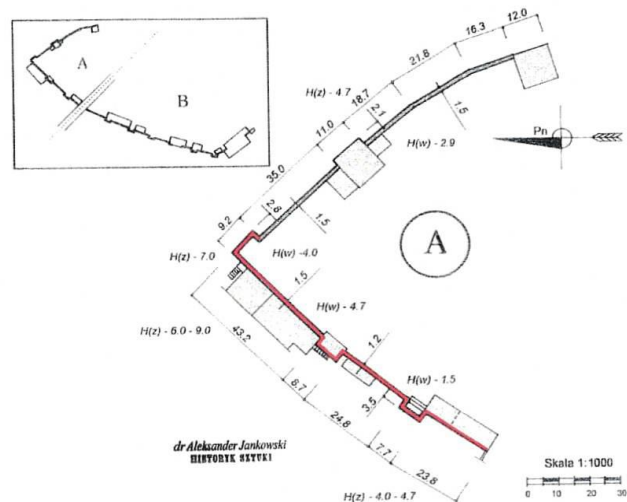 A
B
12.0
16.3
21.8
H(z) - 4.7
18.7
11.0
2.1
1.5
H(w) - 2.9
Pn
35.0
9.2
2.8
1.5
A
H(z) - 7.0
H(w) -4.0
1.5
H(w) - 4.7
H(z) - 6.0 - 9.0
43.2
1.2
H(w) - 1.5
3.5
24.8
7.7
23.8
dr Aleksander Jankowski
HISTORYK SZTUKI
H(z) - 4.0 - 4.7
Skala 1:1000
0 10 20 30